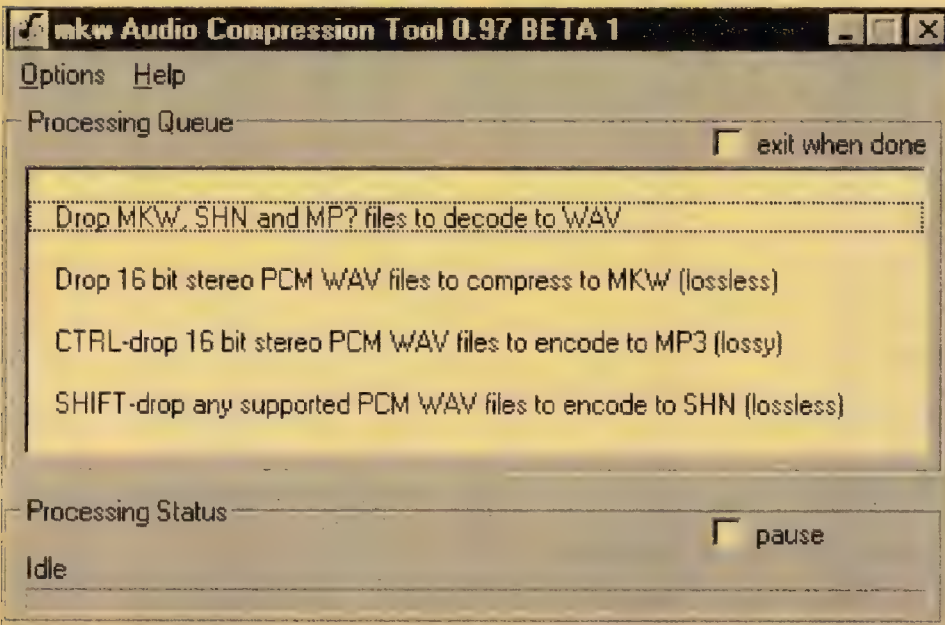 mkw Audio Compression Tool 0.97 BETA 1
Options Help
Processing Queue
exit when done
Drop MKW, SHN and MP? files to decode to WAV
Drop 16 bit stereo PCM WAV files to compress to MKW (lossless)
CTRL-drop 16 bit stereo PCM WAV files to encode to MP3 (lossy)
SHIFT-drop any supported PCM WAV files to encode to SHN (lossless)
Processing Status
pause
Idle